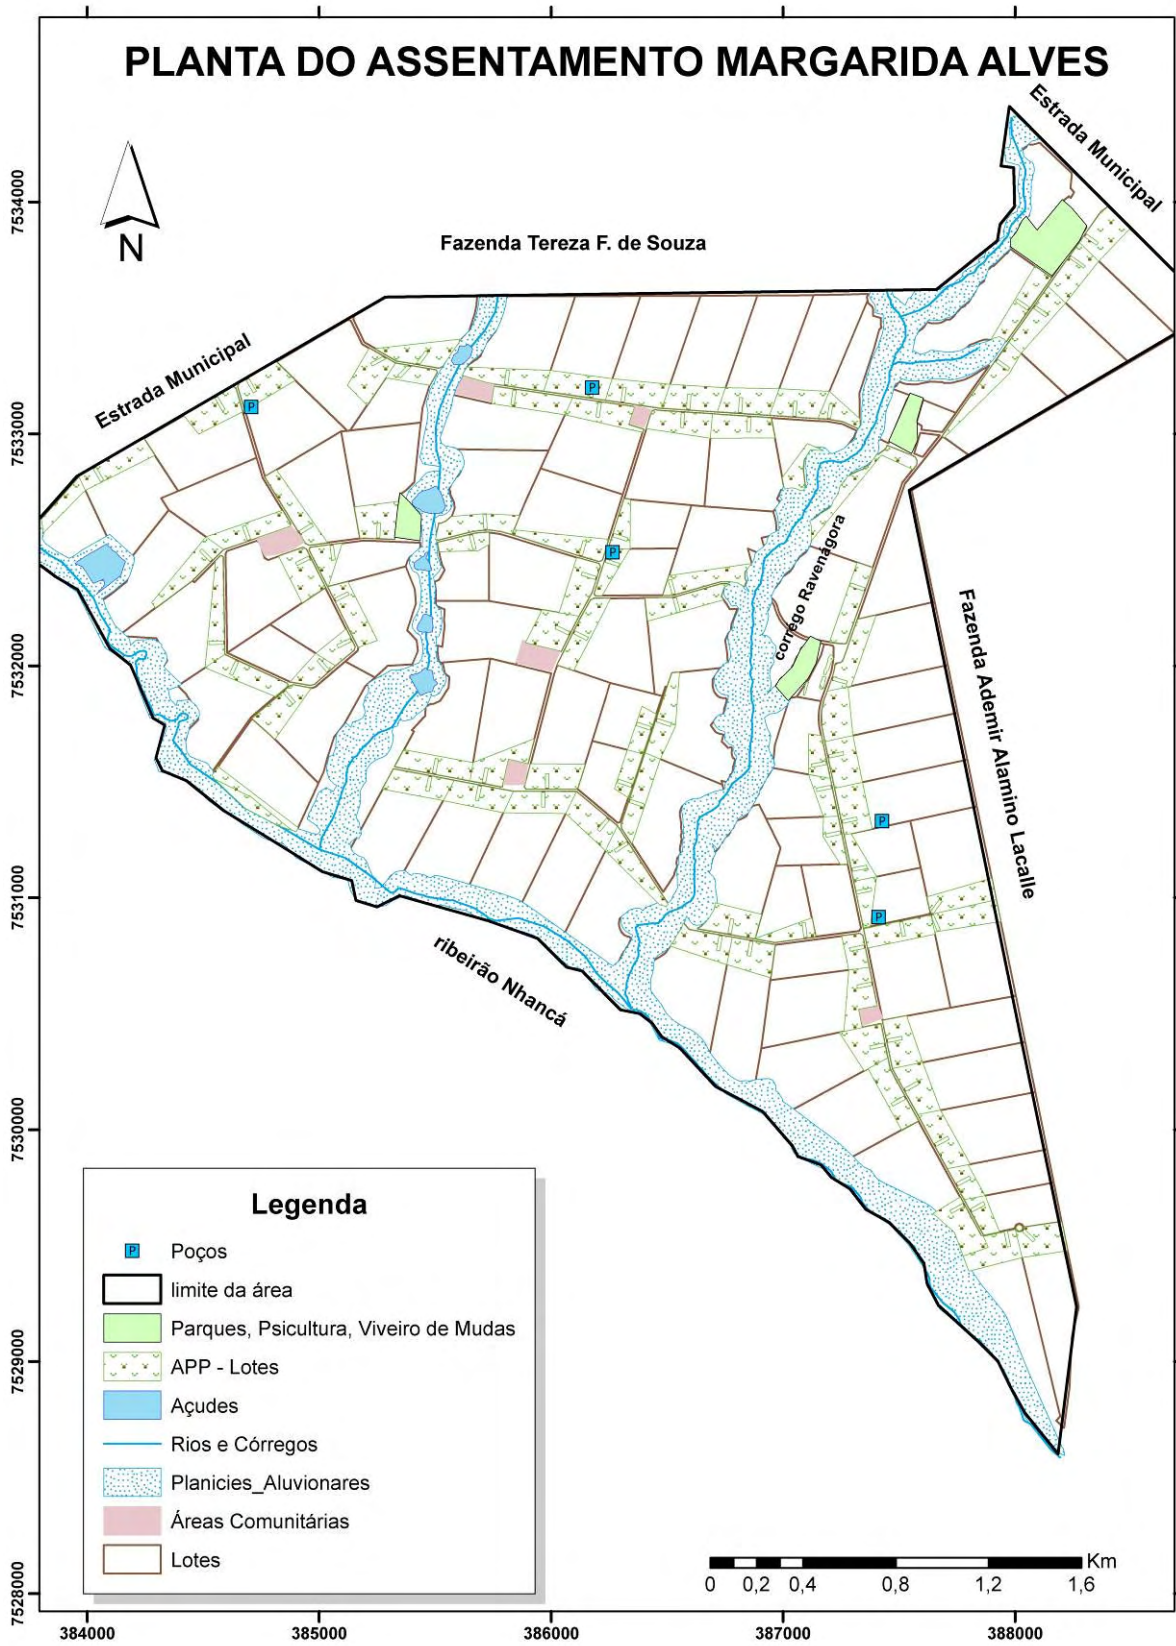 PLANTA DO ASSENTAMENTO MARGARIDA ALVES
Estrada Municipal
N
Fazenda Tereza F. de Souza
Estrada Municipal
P
P
P
P
P
corrego Ravenágora
Fazenda Ademir Alamino Lacalle
ribeirão Nhancá
Legenda
P Poços
limite da área
Parques, Psicultura, Viveiro de Mudas
APP - Lotes
Açudes
Rios e Córregos
Planicies_Aluvionares
Áreas Comunitárias
Lotes
Km
0 0,2 0,4 0,8 1,2 1,6
7534000
7533000
7532000
7531000
7530000
7529000
7528000
384000 385000 386000 387000 388000